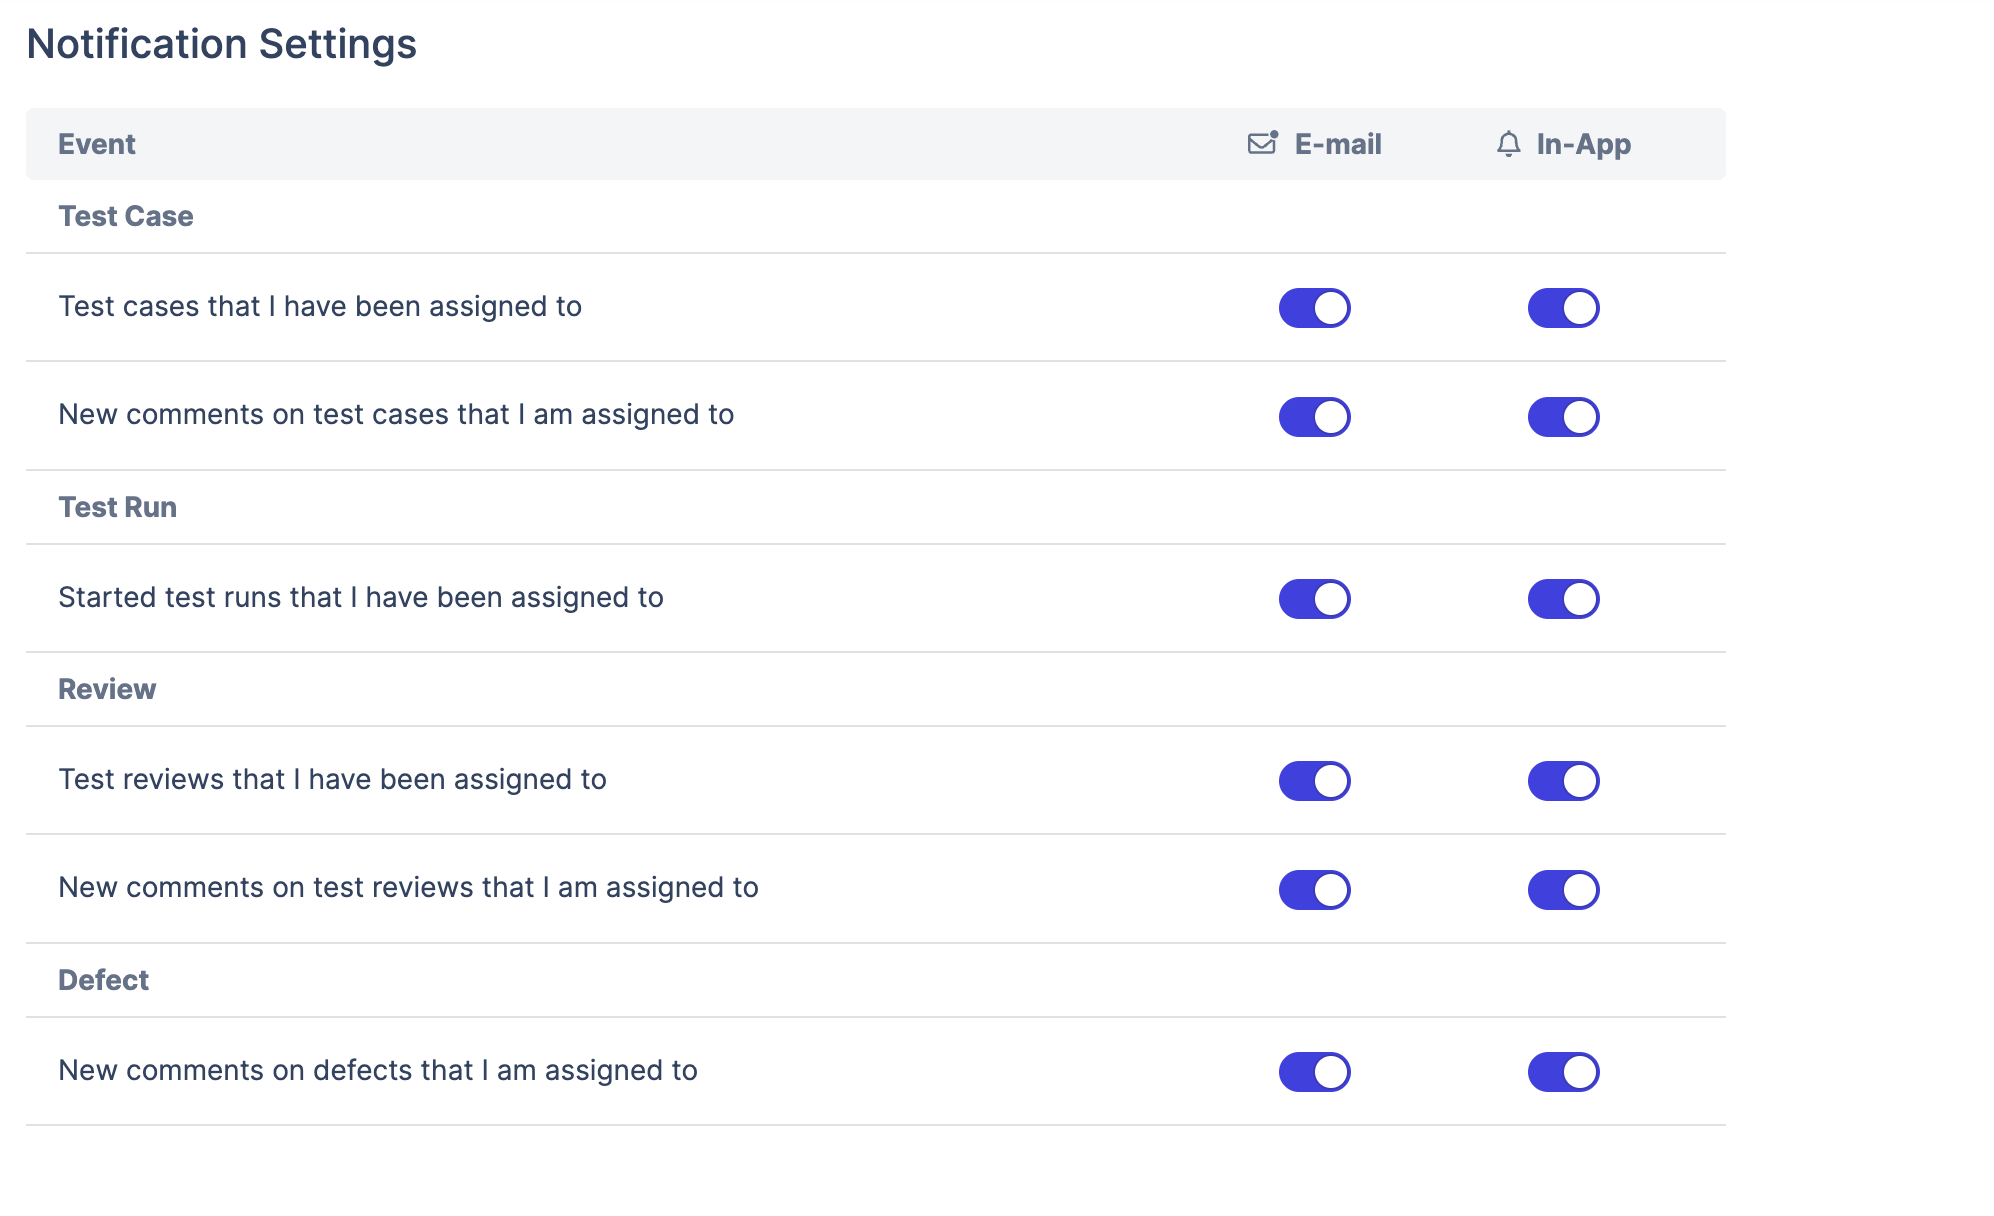 Notification Settings
Event E-mail In-App
Test Case
Test cases that I have been assigned to
New comments on test cases that I am assigned to
Test Run
Started test runs that I have been assigned to
Review
Test reviews that I have been assigned to
New comments on test reviews that I am assigned to
Defect
New comments on defects that I am assigned to